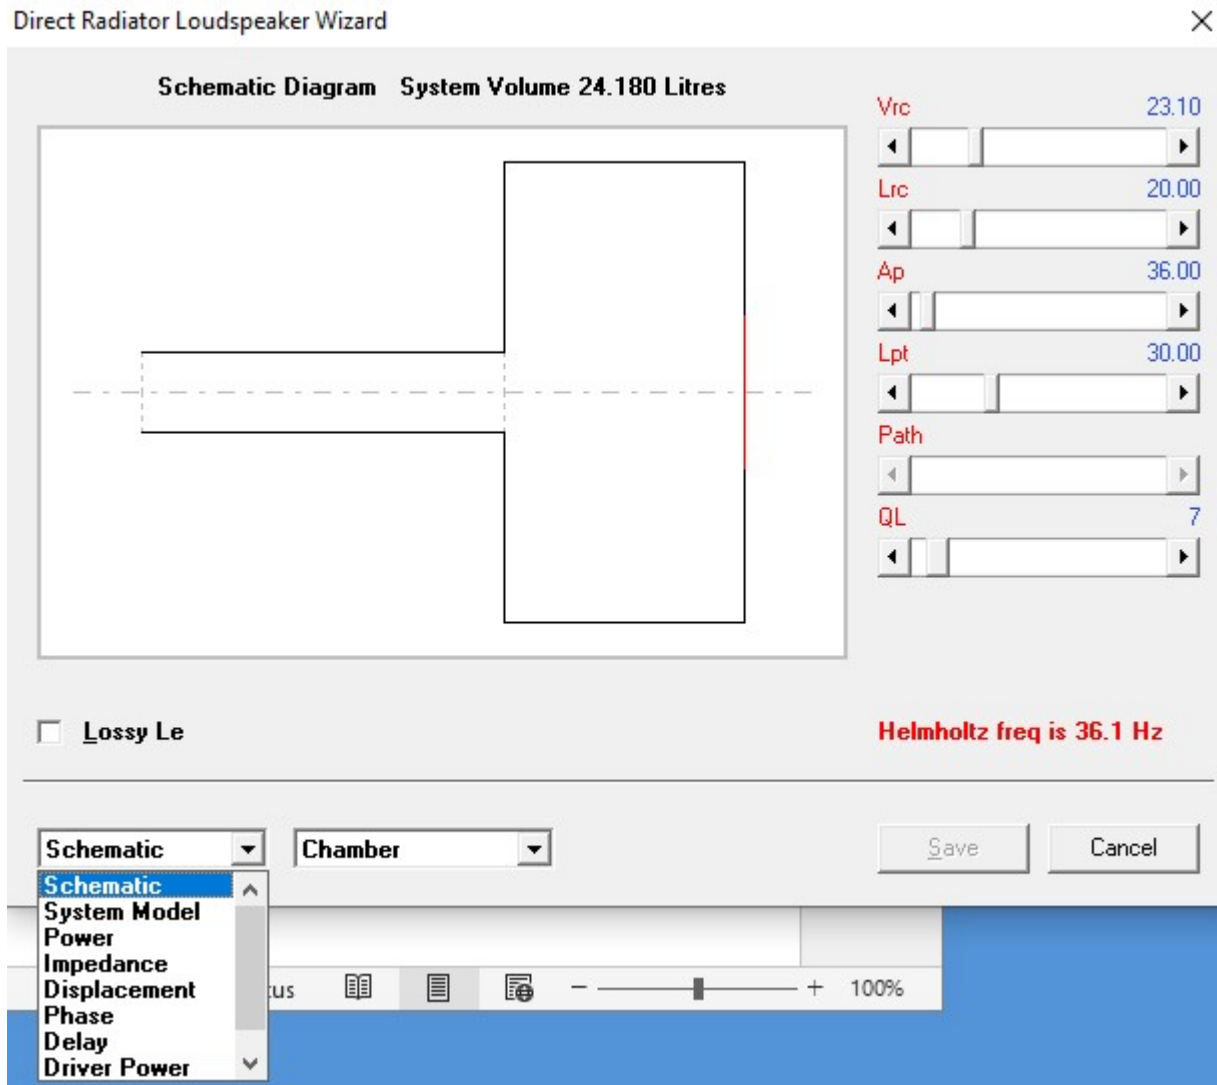 Direct Radiator Loudspeaker Wizard
Schematic Diagram System Volume 24.180 Litres
Vrc 23.10
Lrc 20.00
Ap 36.00
Lpt 30.00
Path
QL 7
Lossy Le
Helmholtz freq is 36.1 Hz
Schematic Chamber Save Cancel
Schematic
System Model
Power
Impedance
Displacement
cus 100%
Phase
Delay
Driver Power